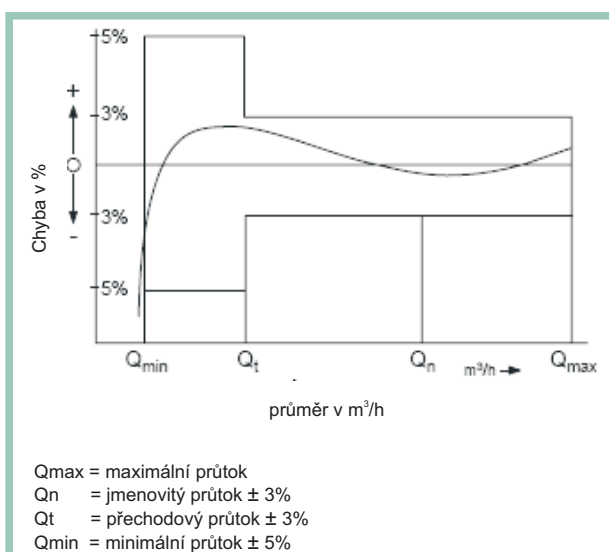 5%
+
3%
O
Chyba v %
3%
-
5%
Qmin Qt Qn m³/h Qmax
průměr v m³/h
Qmax = maximální průtok
Qn = jmenovitý průtok ± 3%
Qt = přechodový průtok ± 3%
Qmin = minimální průtok ± 5%